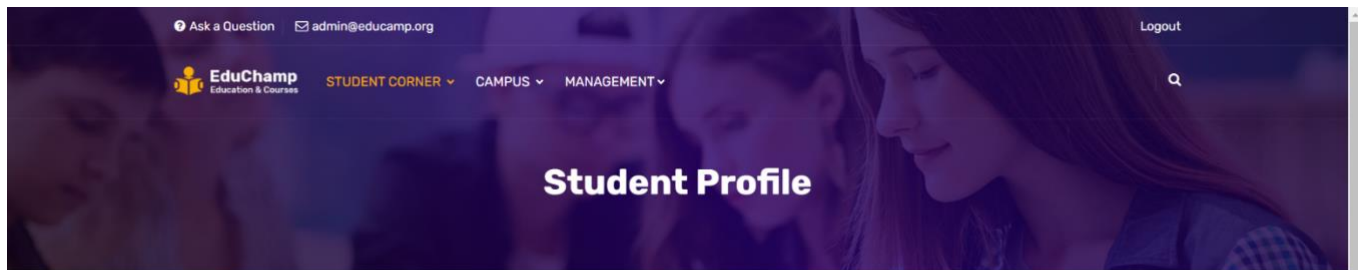 Ask a Question admin@educamp.org Logout
EduChamp
Education & Courses
STUDENT CORNER CAMPUS MANAGEMENT
Student Profile